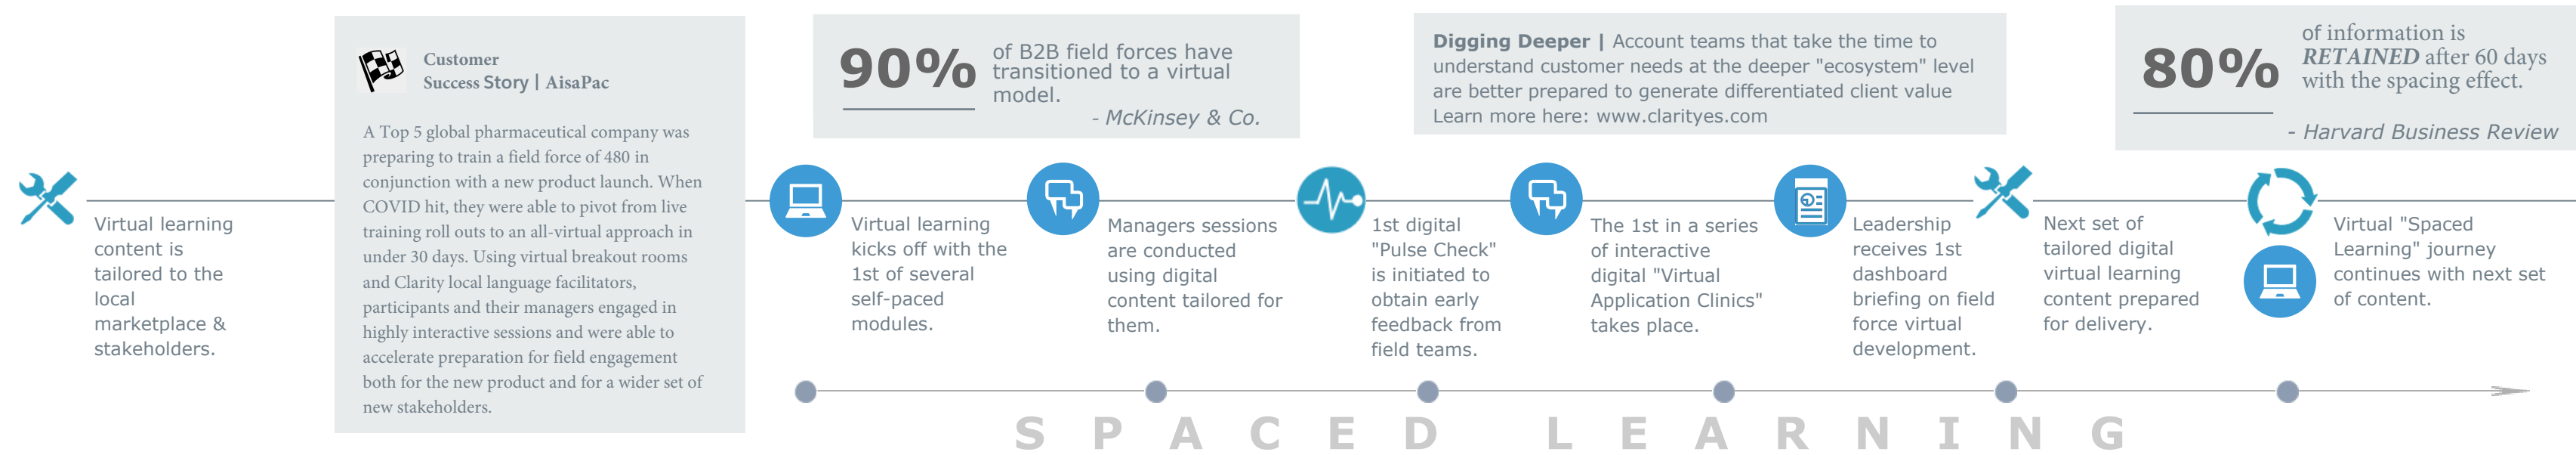 Virtual learning
content is
tailored to the
local
marketplace &
stakeholders.
Customer
Success Story | AisaPac
A Top 5 global pharmaceutical company was
preparing to train a field force of 480 in
conjunction with a new product launch. When
COVID hit, they were able to pivot from live
training roll outs to an all-virtual approach in
under 30 days. Using virtual breakout rooms
and Clarity local language facilitators,
participants and their managers engaged in
highly interactive sessions and were able to
accelerate preparation for field engagement
both for the new product and for a wider set of
new stakeholders.
90%
of B2B field forces have
transitioned to a virtual
model.
- McKinsey & Co.
Digging Deeper | Account teams that take the time to
understand customer needs at the deeper "ecosystem" level
are better prepared to generate differentiated client value
Learn more here: www.clarityes.com
80%
of information is
RETAINED after 60 days
with the spacing effect.
- Harvard Business Review
Virtual learning
kicks off with the
1st of several
self-paced
modules.
Managers sessions
are conducted
using digital
content tailored for
them.
1st digital
"Pulse Check"
is initiated to
obtain early
feedback from
field teams.
The 1st in a series
of interactive
digital "Virtual
Application Clinics"
takes place.
Leadership
receives 1st
dashboard
briefing on field
force virtual
development.
Next set of
tailored digital
virtual learning
content prepared
for delivery.
Virtual "Spaced
Learning" journey
continues with next set
of content.
SPACED LEARNING